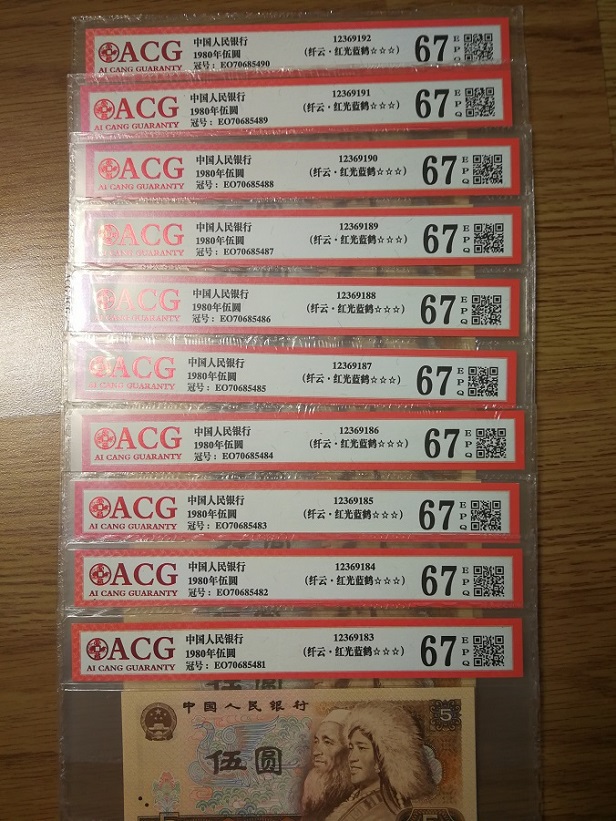 ACG
AI CANG GUARANTY
中国人民银行
1980年伍圆
冠号: EO70685490
12369192
(纤云·红光蓝鹤☆☆☆)
67
EPQ
ACG
AI CANG GUARANTY
中国人民银行
1980年伍圆
冠号: EO70685489
12369191
(纤云·红光蓝鹤☆☆☆)
67
EPQ
ACG
AI CANG GUARANTY
中国人民银行
1980年伍圆
冠号: EO70685488
12369190
(纤云·红光蓝鹤☆☆☆)
67
EPQ
ACG
AI CANG GUARANTY
中国人民银行
1980年伍圆
冠号: EO70685487
12369189
(纤云·红光蓝鹤☆☆☆)
67
EPQ
ACG
AI CANG GUARANTY
中国人民银行
1980年伍圆
冠号: EO70685486
12369188
(纤云·红光蓝鹤☆☆☆)
67
EPQ
ACG
AI CANG GUARANTY
中国人民银行
1980年伍圆
冠号: EO70685485
12369187
(纤云·红光蓝鹤☆☆☆)
67
EPQ
ACG
AI CANG GUARANTY
中国人民银行
1980年伍圆
冠号: EO70685484
12369186
(纤云·红光蓝鹤☆☆☆)
67
EPQ
ACG
AI CANG GUARANTY
中国人民银行
1980年伍圆
冠号: EO70685483
12369185
(纤云·红光蓝鹤☆☆☆)
67
EPQ
ACG
AI CANG GUARANTY
中国人民银行
1980年伍圆
冠号: EO70685482
12369184
(纤云·红光蓝鹤☆☆☆)
67
EPQ
ACG
AI CANG GUARANTY
中国人民银行
1980年伍圆
冠号: EO70685481
12369183
(纤云·红光蓝鹤☆☆☆)
67
EPQ
中国人民银行
5
伍圆